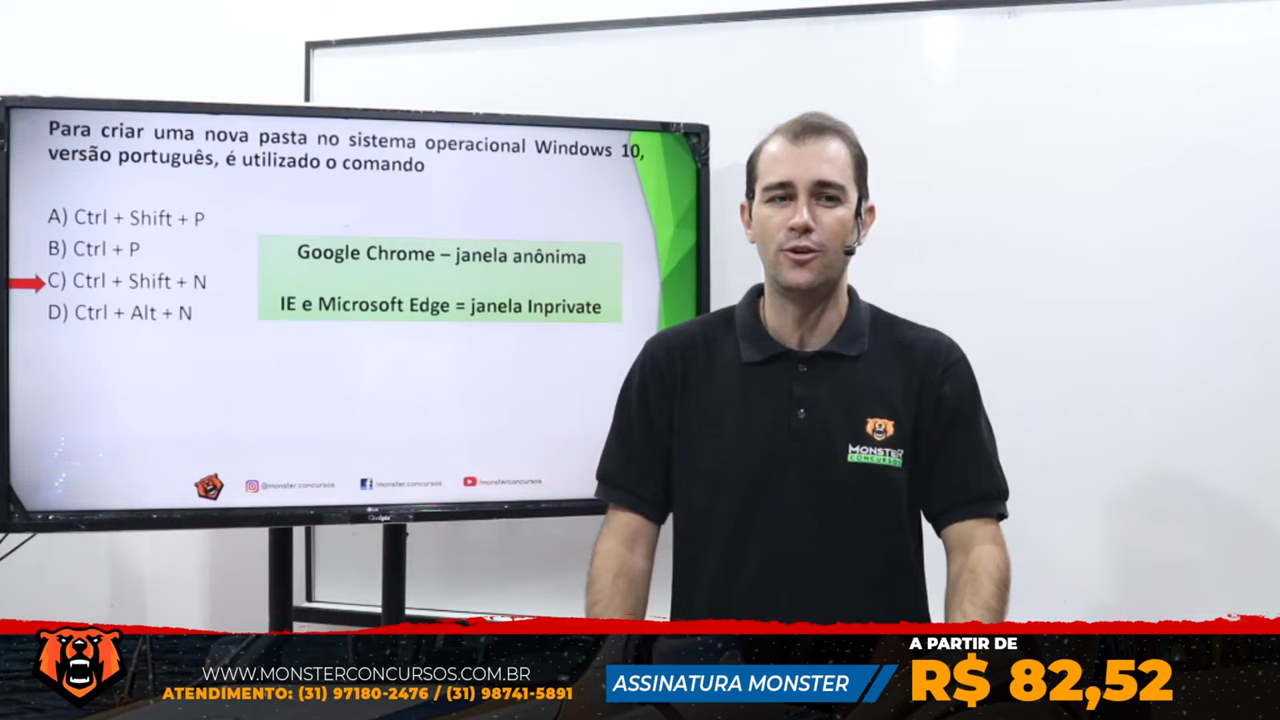 Para criar uma nova pasta no sistema operacional Windows 10,
versão português, é utilizado o comando
A) Ctrl + Shift + P
B) Ctrl + P
C) Ctrl + Shift + N
D) Ctrl + Alt + N
Google Chrome – janela anônima
IE e Microsoft Edge = janela Inprivate
@monster.concursos
/monster.concursos
/monsterconcursos
MONSTER
CONCURSOS
WWW.MONSTERCONCURSOS.COM.BR
ATENDIMENTO: (31) 97180-2476 / (31) 98741-5891
ASSINATURA MONSTER
A PARTIR DE
R$ 82,52